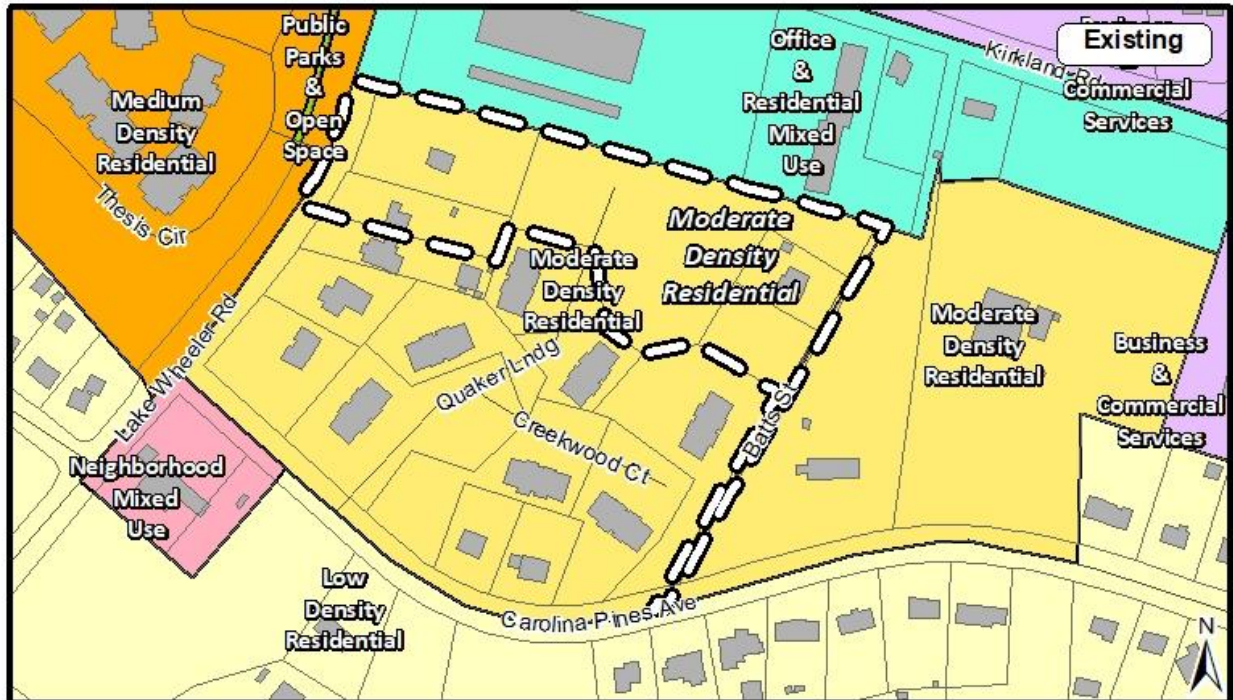 Existing
Public
Parks
&
Open
Space
Medium
Density
Residential
Office
&
Residential
Mixed
Use
Kirkland Rd
Commercial
Services
Thesis Cir
Moderate
Density
Residential
Moderate
Density
Residential
Moderate
Density
Residential
Business
&
Commercial
Services
Lake Wheeler Rd
Quaker Lndg
Creekwood Ct
Batts St
Neighborhood
Mixed
Use
Low
Density
Residential
Carolina Pines Ave
N